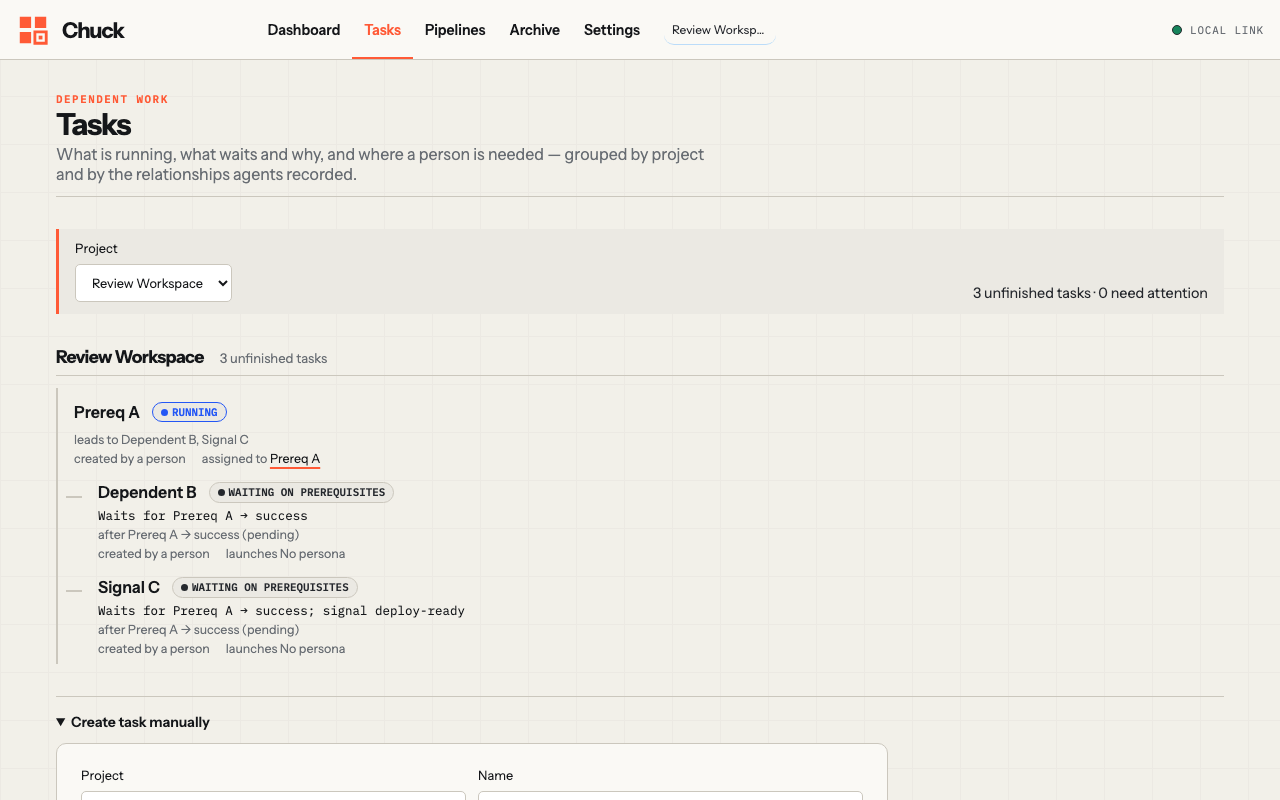 Chuck
Dashboard Tasks Pipelines Archive Settings Review Worksp...
LOCAL LINK
DEPENDENT WORK
Tasks
What is running, what waits and why, and where a person is needed — grouped by project
and by the relationships agents recorded.
Project
Review Workspace
3 unfinished tasks · 0 need attention
Review Workspace 3 unfinished tasks
Prereq A RUNNING
leads to Dependent B, Signal C
created by a person assigned to Prereq A
Dependent B WAITING ON PREREQUISITES
Waits for Prereq A → success
after Prereq A → success (pending)
created by a person launches No persona
Signal C WAITING ON PREREQUISITES
Waits for Prereq A → success; signal deploy-ready
after Prereq A → success (pending)
created by a person launches No persona
▼ Create task manually
Project Name